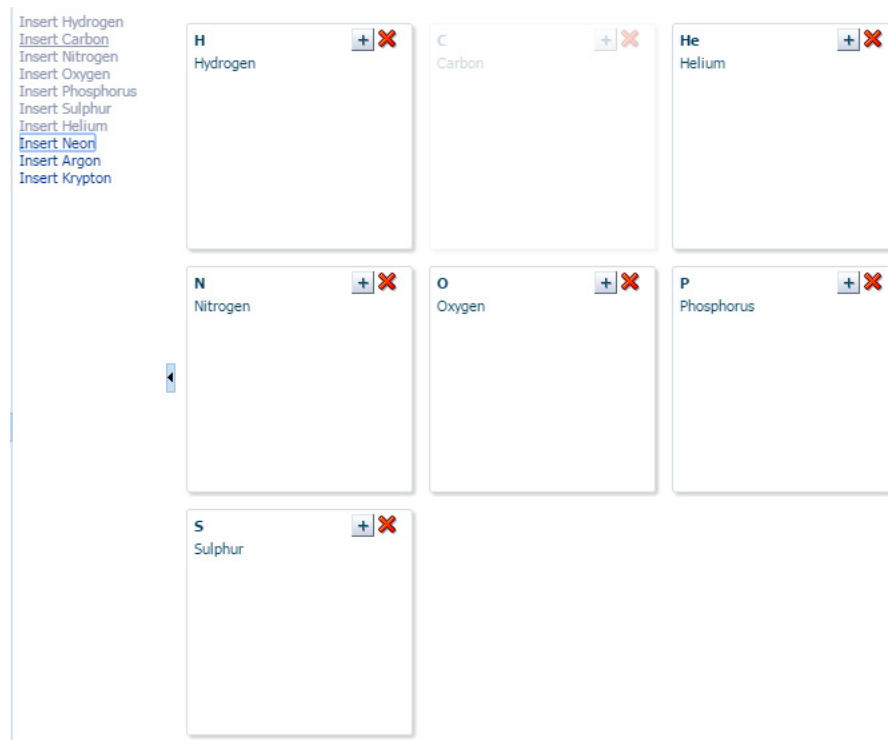 Insert Hydrogen
Insert Carbon
Insert Nitrogen
Insert Oxygen
Insert Phosphorus
Insert Sulphur
Insert Helium
Insert Neon
Insert Argon
Insert Krypton
H
Hydrogen
C
Carbon
He
Helium
N
Nitrogen
O
Oxygen
P
Phosphorus
S
Sulphur